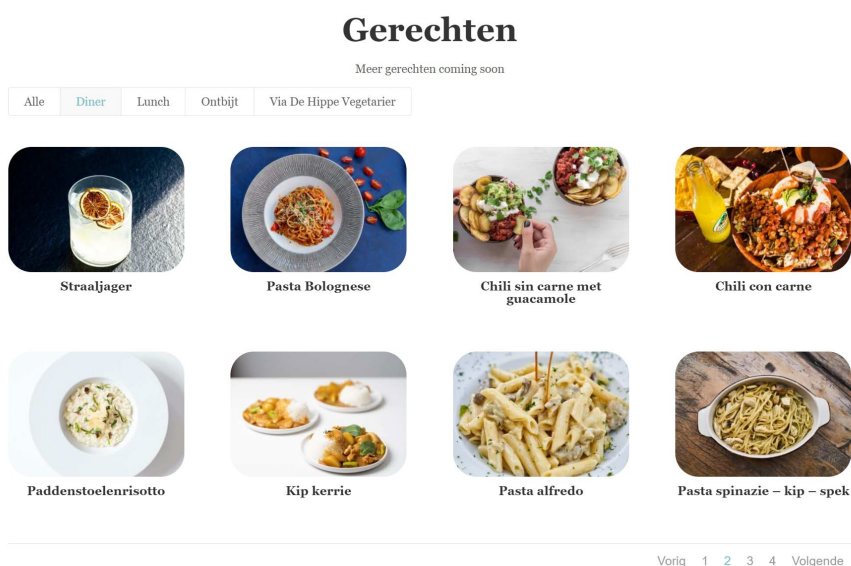 Gerechten
Meer gerechten coming soon
Alle
Diner
Lunch
Ontbijt
Via De Hippe Vegetarier
Straaljager
Pasta Bolognese
Chili sin carne met
guacamole
Chili con carne
Paddenstoelenrisotto
Kip kerrie
Pasta alfredo
Pasta spinazie – kip – spek
Vorig 1 2 3 4 Volgende